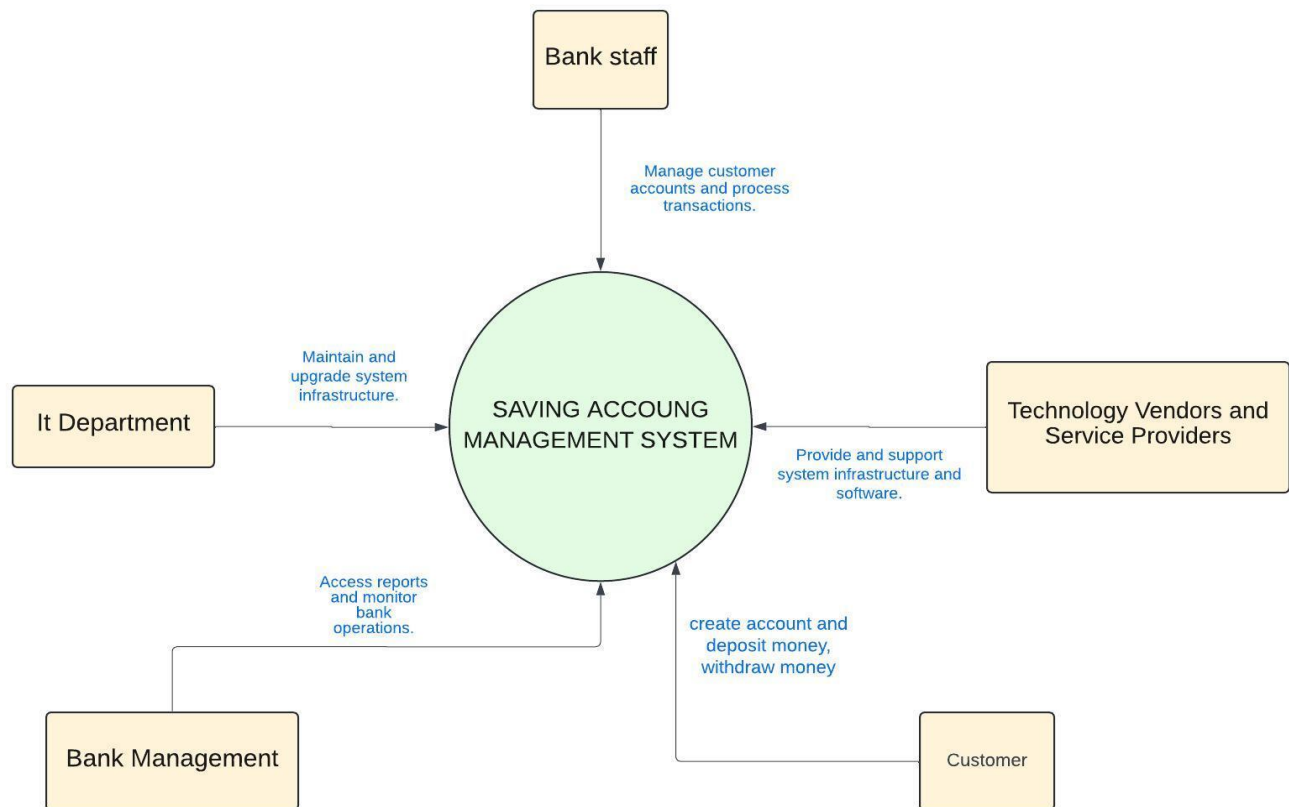 Bank staff
Manage customer
accounts and process
transactions.
Maintain and
upgrade system
infrastructure.
It Department
SAVING ACCOUNG
MANAGEMENT SYSTEM
Technology Vendors and
Service Providers
Provide and support
system infrastructure and
software.
Access reports
and monitor
bank
operations.
create account and
deposit money,
withdraw money
Bank Management
Customer